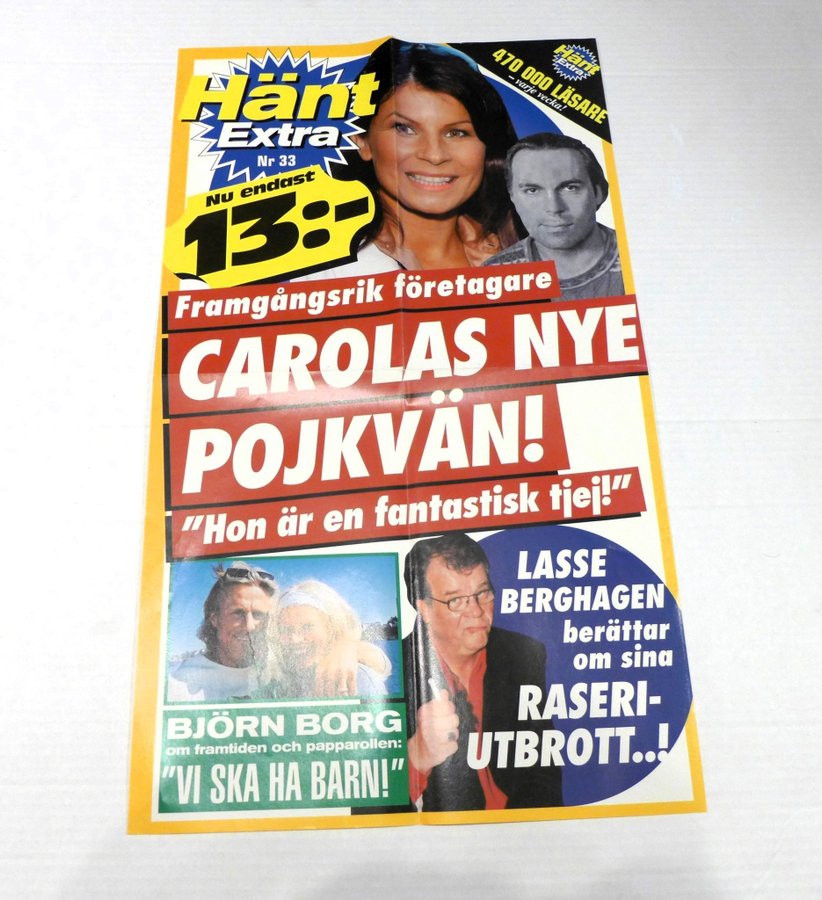 Hänt
Extra
Nr 33
Nu endast
13:-
Hänt
Extra
470 000 LÄSARE
– varje vecka!
Framgångsrik företagare
CAROLAS NYE
POJKVÄN!
"Hon är en fantastisk tjej!"
BJÖRN BORG
om framtiden och papparollen:
"VI SKA HA BARN!"
LASSE
BERGHAGEN
berättar
om sina
RASERI-
UTBROTT..!